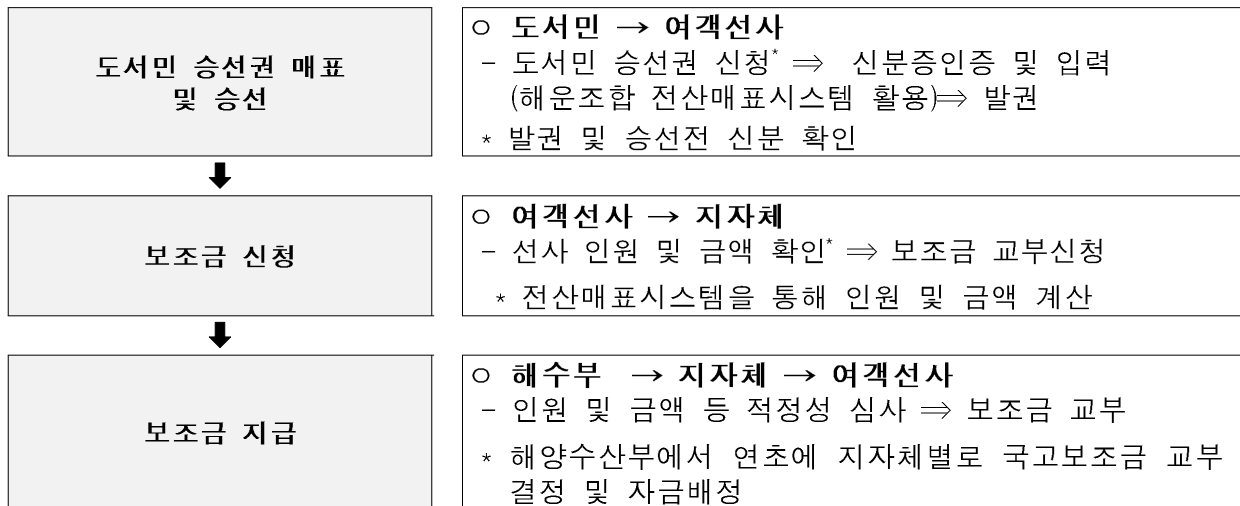 도서민 승선권 매표
및 승선
ㅇ 도서민 → 여객선사
- 도서민 승선권 신청* ⇒ 신분증인증 및 입력
(해운조합 전산매표시스템 활용)⇒ 발권
* 발권 및 승선전 신분 확인
보조금 신청
ㅇ 여객선사 → 지자체
- 선사 인원 및 금액 확인* ⇒ 보조금 교부신청
* 전산매표시스템을 통해 인원 및 금액 계산
보조금 지급
ㅇ 해수부 → 지자체 → 여객선사
- 인원 및 금액 등 적정성 심사 ⇒ 보조금 교부
* 해양수산부에서 연초에 지자체별로 국고보조금 교부
결정 및 자금배정